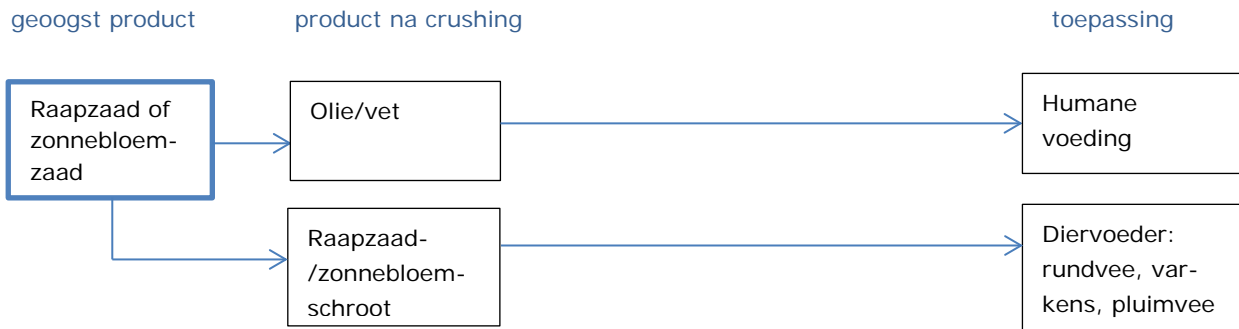 geoogst product
product na crushing
toepassing
Raapzaad of
zonnebloem-
zaad
Olie/vet
Humane
voeding
Raapzaad-
/zonnebloem-
schroot
Diervoeder:
rundvee, var-
kens, pluimvee